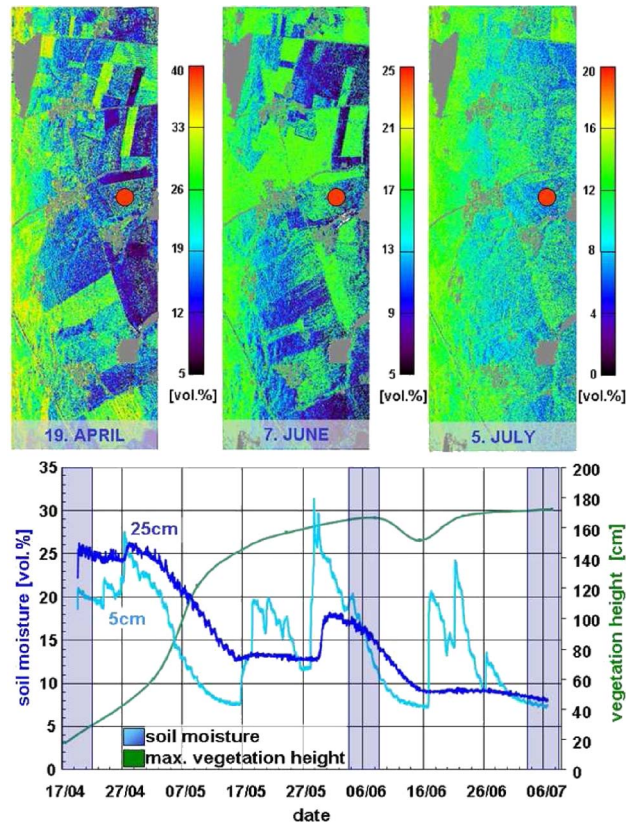 40
33
26
19
12
5
[vol.%]
19. APRIL
25
21
17
13
9
5
[vol.%]
7. JUNE
20
16
12
8
4
0
[vol.%]
5. JULY
soil moisture [vol.%]
35
30
25
20
15
10
5
0
25cm
5cm
soil moisture
max. vegetation height
200
180
160
140
120
100
80
60
40
20
0
vegetation height [cm]
17/04 27/04 07/05 17/05 27/05 06/06 16/06 26/06 06/07
date